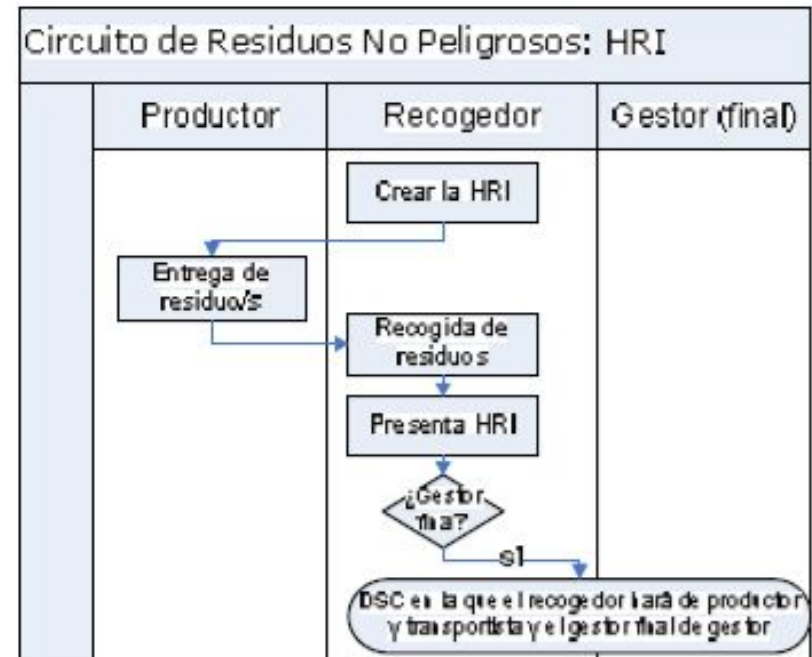 Circuito de Residuos No Peligrosos: HRI
Productor
Recogedor
Gestor (final)
Crear la HRI
Entrega de
residuo/s
Recogida de
residuos
Presenta HRI
¿Gestor
final?
sí
DSC en la que el recogedor hará de productor
y transportista y el gestor final de gestor